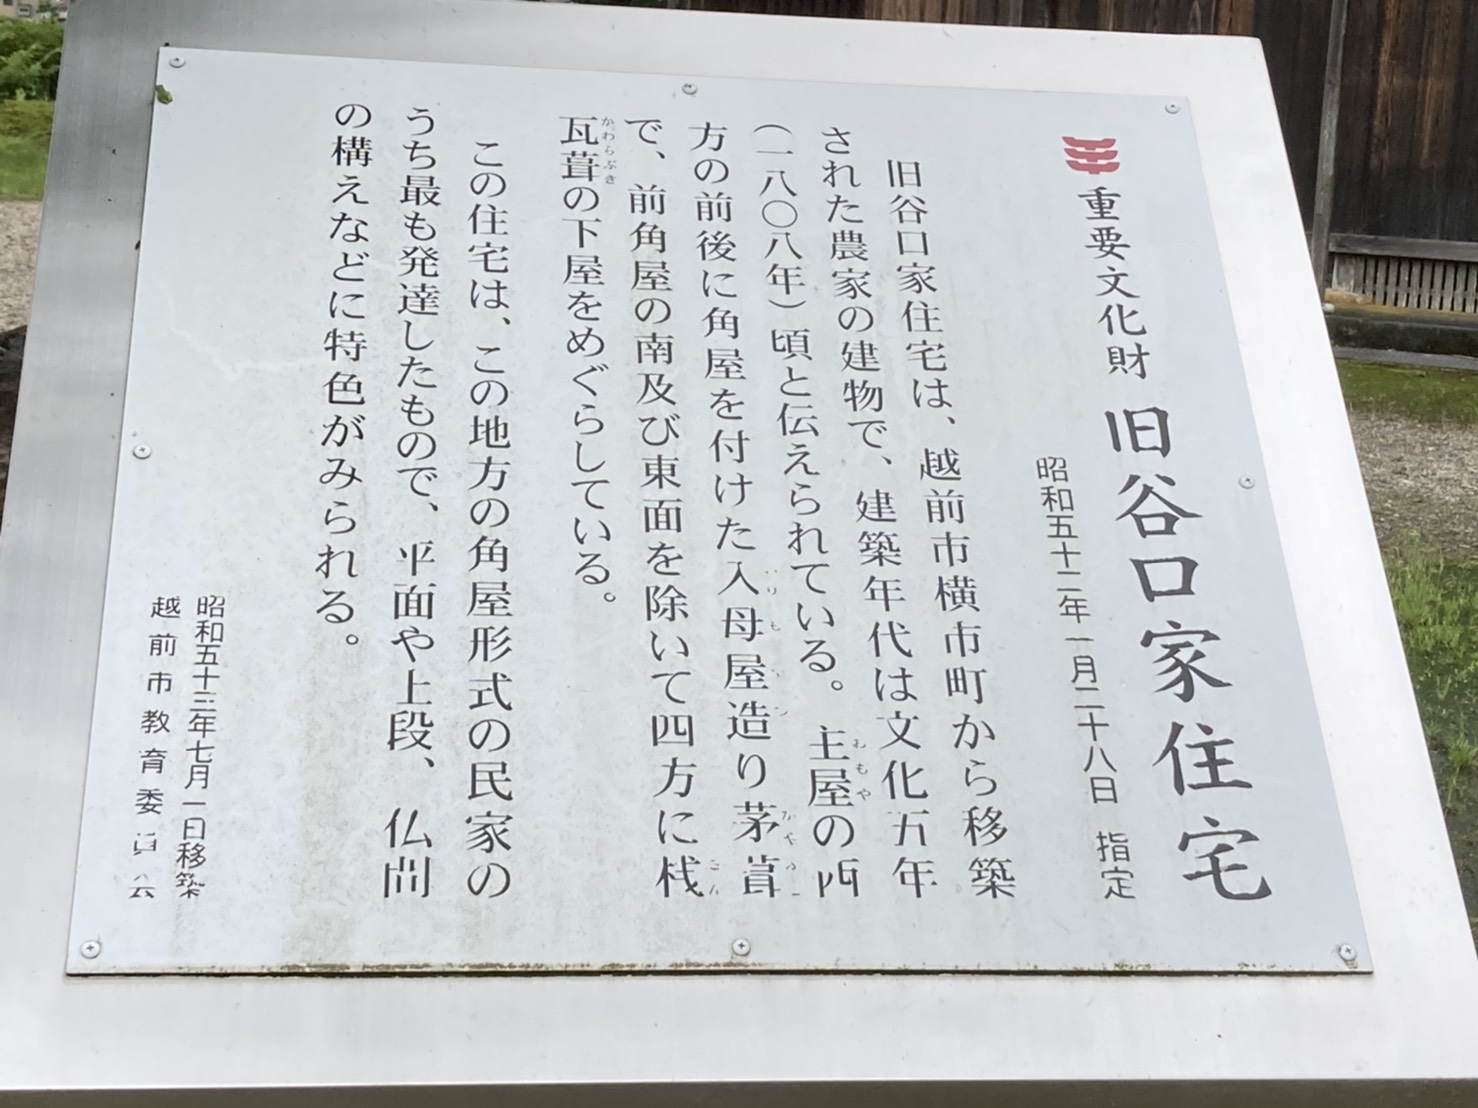 重要文化財 旧谷口家住宅
昭和五十二年一月二十八日 指定
旧谷口家住宅は、越前市横市町から移築
された農家の建物で、建築年代は文化五年
(一八〇八年)頃と伝えられている。主屋の四
おもや
方の前後に角屋を付けた入母屋造り茅葺
いりもやつ かやぶき
で、前角屋の南及び東面を除いて四方に桟
さん
瓦葺の下屋をめぐらしている。
かわらぶき
この住宅は、この地方の角屋形式の民家の
うち最も発達したもので、平面や上段、仏間
の構えなどに特色がみられる。
昭和五十三年七月一日移築
越前市教育委員会